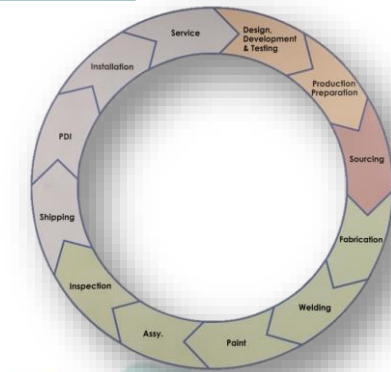 Design,
Development
& Testing
Production
Preparation
Sourcing
Fabrication
Welding
Paint
Assy.
Inspection
Shipping
PDI
Installation
Service